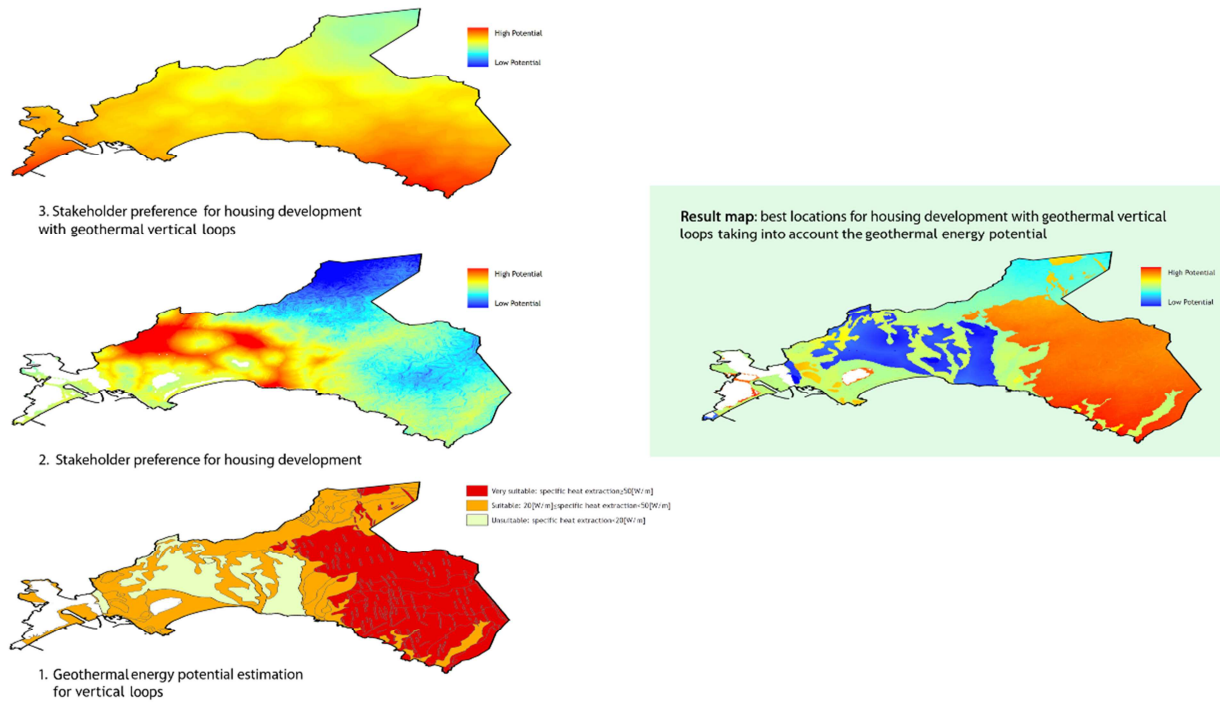 High Potential
Low Potential
3. Stakeholder preference for housing development
with geothermal vertical loops
High Potential
Low Potential
2. Stakeholder preference for housing development
Very suitable: specific heat extraction≥50[W/m]
Suitable: 20[W/m]≤specific heat extraction<50[W/m]
Unsuitable: specific heat extraction<20[W/m]
1. Geothermal energy potential estimation
for vertical loops
Result map: best locations for housing development with geothermal vertical
loops taking into account the geothermal energy potential
High Potential
Low Potential